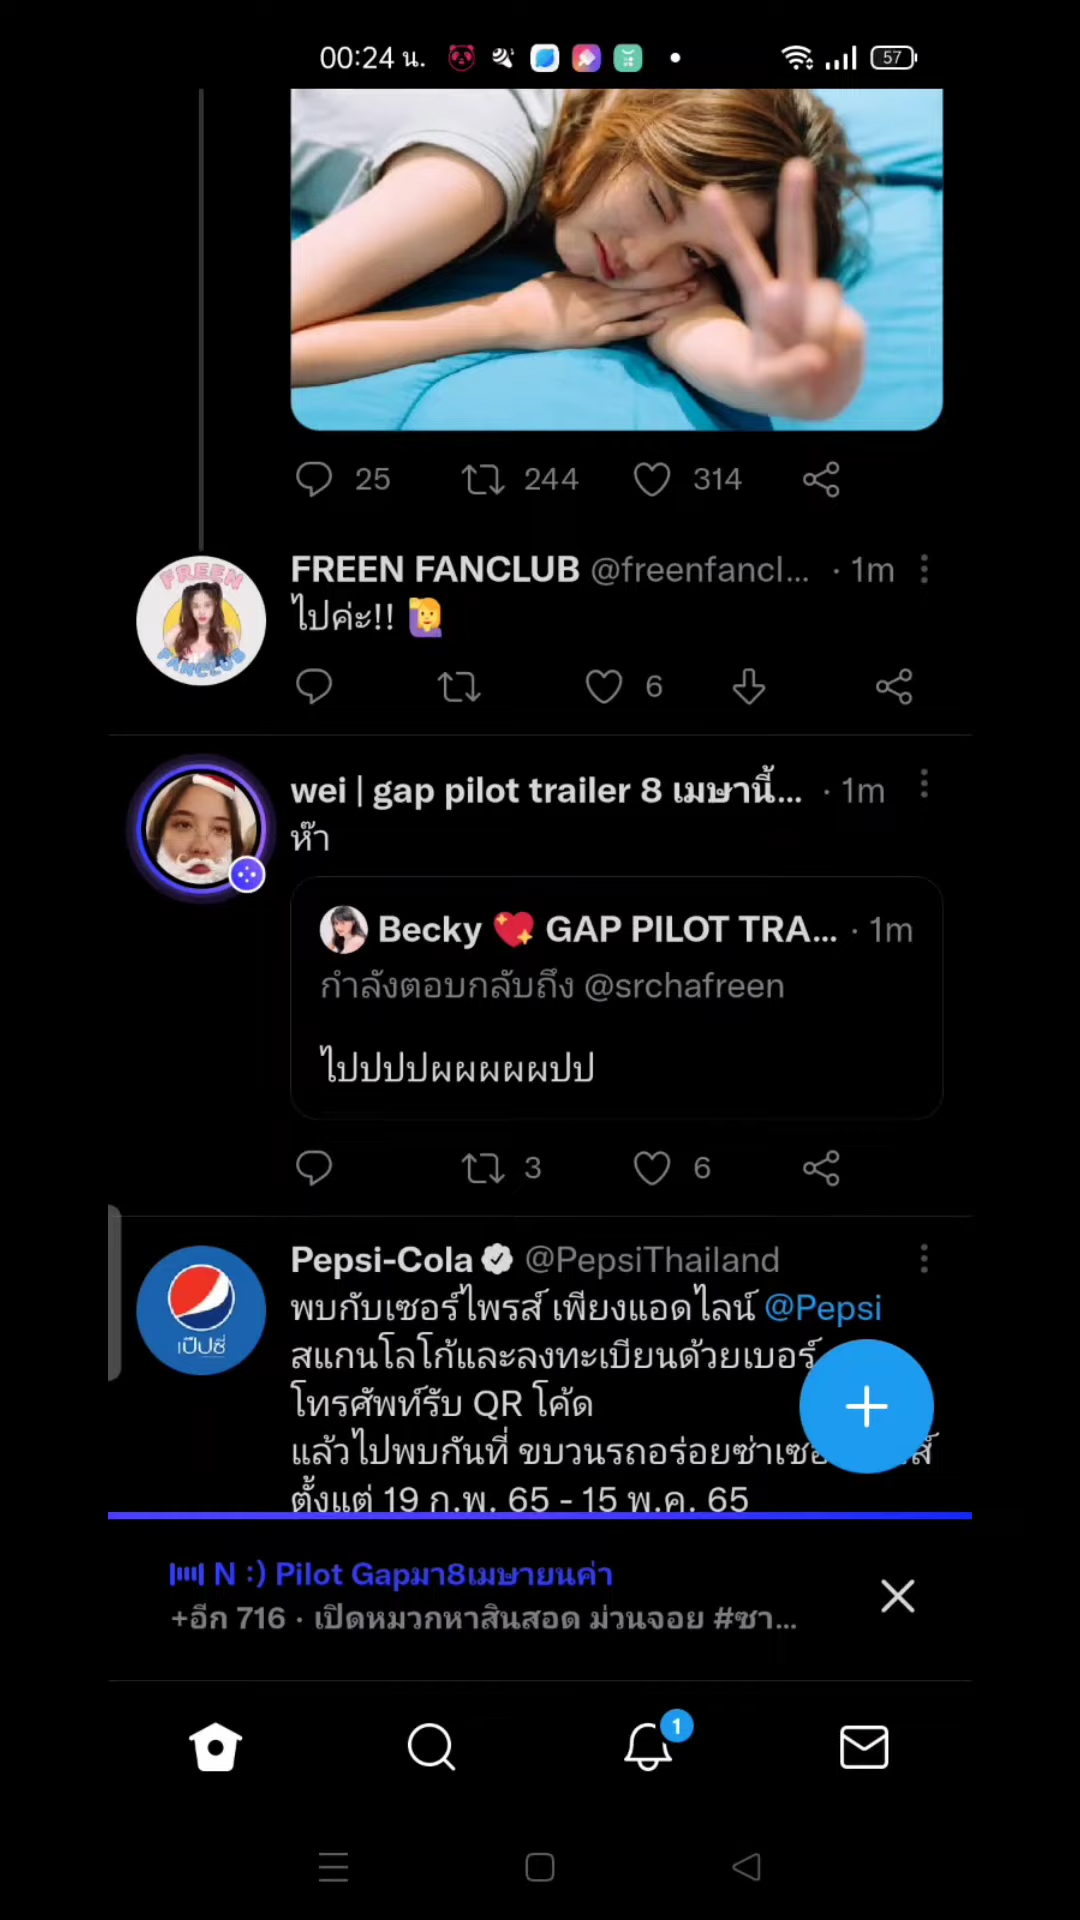 00:24 น.
57
25 244 314
FREEN FANCLUB @freenfancl... · 1m
FREEN
FANCLUB
ไปค่ะ!! 🙋‍♀️
6
wei | gap pilot trailer 8 เมษานี้... · 1m
ห๊า
Becky 💖 GAP PILOT TRA... · 1m
กำลังตอบกลับถึง @srchafreen
ไปปปปผผผผผปป
3 6
Pepsi-Cola @PepsiThailand
เป๊ปซี่
พบกับเซอร์ไพรส์ เพียงแอดไลน์ @Pepsi
สแกนโลโก้และลงทะเบียนด้วยเบอร์
โทรศัพท์รับ QR โค้ด
แล้วไปพบกันที่ ขบวนรถอร่อยซ่าเซอ
ตั้งแต่ 19 ก.พ. 65 - 15 พ.ค. 65
N :) Pilot Gapมา8เมษายนค่า
+อีก 716 · เปิดหมวกหาสินสอด ม่วนจอย #ซา...
1